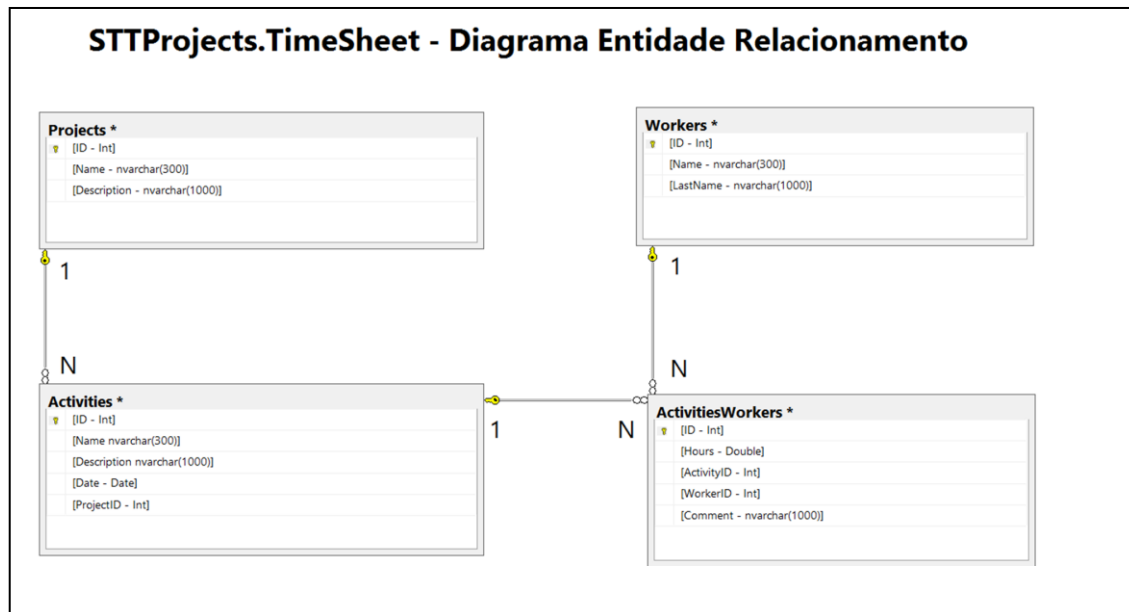 STTProjects.TimeSheet - Diagrama Entidade Relacionamento
Projects *
[ID - Int]
[Name - nvarchar(300)]
[Description - nvarchar(1000)]
Workers *
[ID - Int]
[Name - nvarchar(300)]
[LastName - nvarchar(1000)]
1
1
N
N
Activities *
[ID - Int]
[Name nvarchar(300)]
[Description nvarchar(1000)]
[Date - Date]
[ProjectID - Int]
1
N
ActivitiesWorkers *
[ID - Int]
[Hours - Double]
[ActivityID - Int]
[WorkerID - Int]
[Comment - nvarchar(1000)]